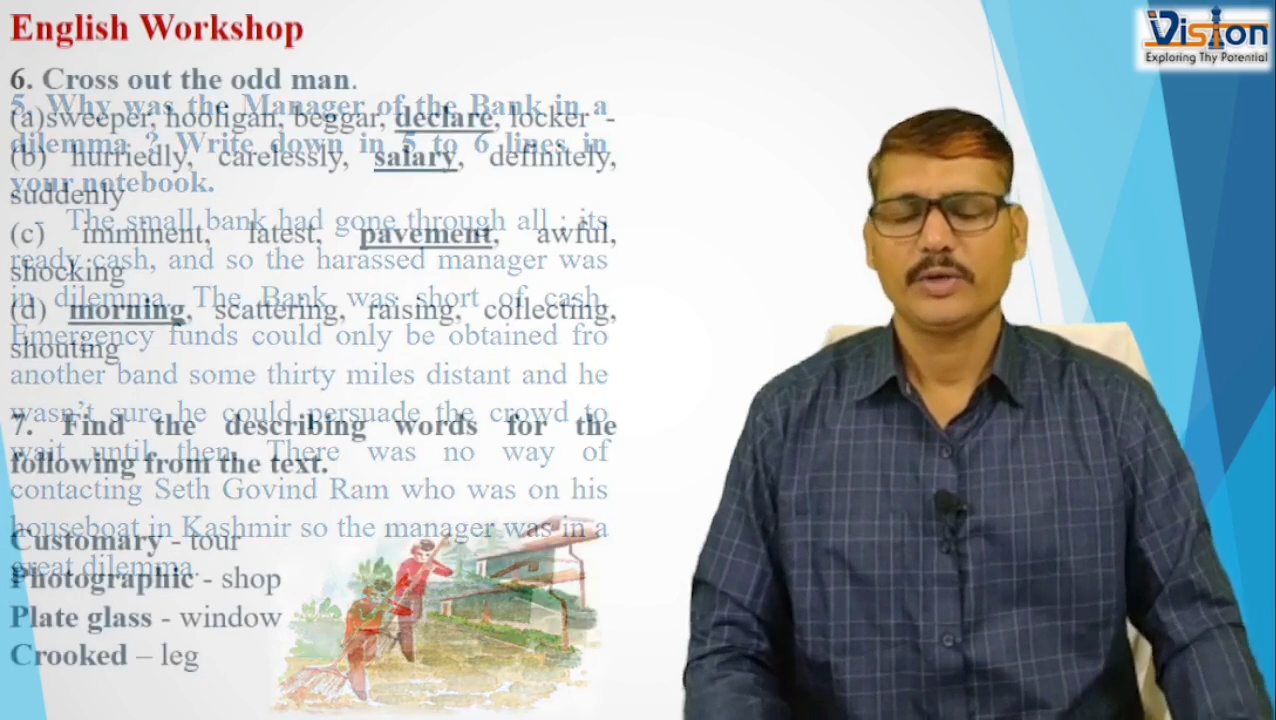 English Workshop
6. Cross out the odd man.
(a)sweeper, hooligan, beggar, declare, locker -
(b) hurriedly, carelessly, salary, definitely,
suddenly
(c) imminent, latest, pavement, awful,
shocking
(d) morning, scattering, raising, collecting,
shouting
7. Find the describing words for the
following from the text.
Customary - tour
Photographic - shop
Plate glass - window
Crooked – leg
5. Why was the Manager of the Bank in a
dilemma ? Write down in 5 to 6 lines in
your notebook.
- The small bank had gone through all ; its
ready cash, and so the harassed manager was
in dilemma. The Bank was short of cash.
Emergency funds could only be obtained fro
another band some thirty miles distant and he
wasn't sure he could persuade the crowd to
wait until then. There was no way of
contacting Seth Govind Ram who was on his
houseboat in Kashmir so the manager was in a
great dilemma.
Vision
Exploring Thy Potential